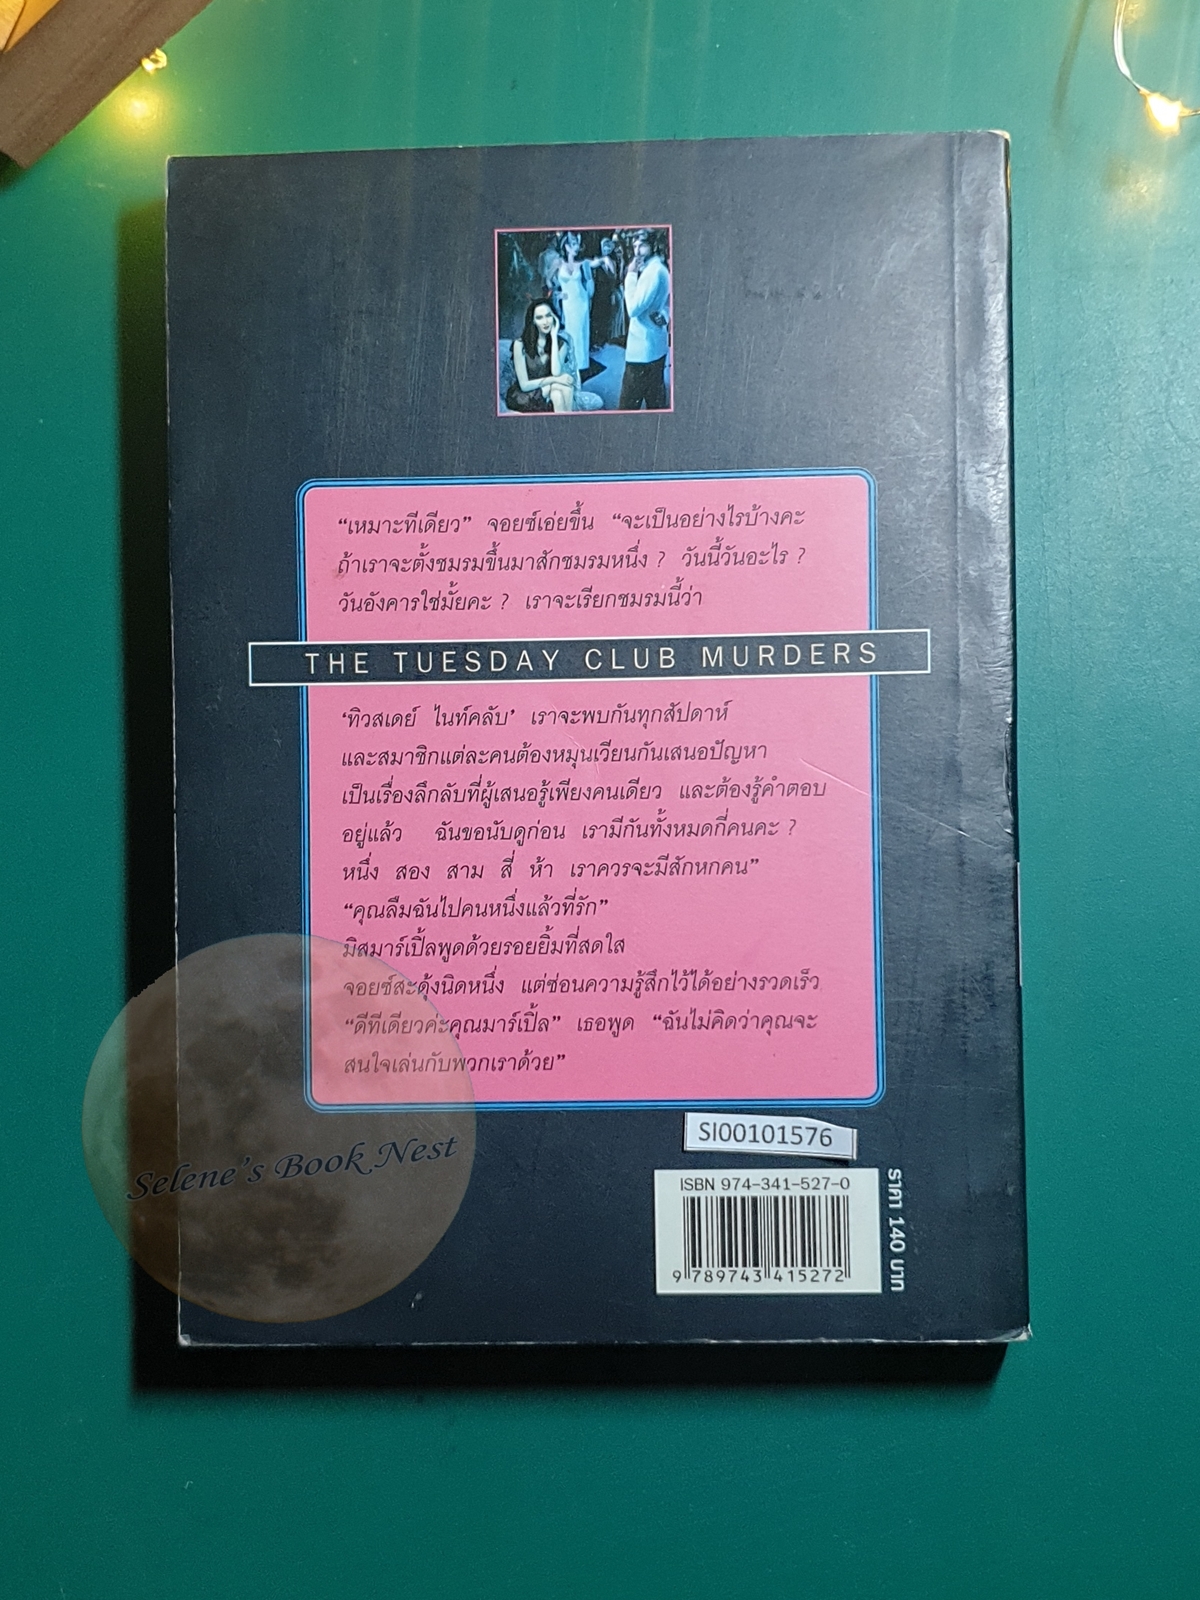 “เหมาะทีเดียว” จอยซ์เอ่ยขึ้น “จะเป็นอย่างไรบ้างคะ
ถ้าเราจะตั้งชมรมขึ้นมาสักชมรมหนึ่ง ? วันนี้วันอะไร ?
วันอังคารใช่มั้ยคะ ? เราจะเรียกชมรมนี้ว่า
THE TUESDAY CLUB MURDERS
‘ทิวสเดย์ ไนท์คลับ’ เราจะพบกันทุกสัปดาห์
และสมาชิกแต่ละคนต้องหมุนเวียนกันเสนอปัญหา
เป็นเรื่องลึกลับที่ผู้เสนอรู้เพียงคนเดียว และต้องรู้คำตอบ
อยู่แล้ว ฉันขอนับดูก่อน เรามีกันทั้งหมดกี่คนคะ ?
หนึ่ง สอง สาม สี่ ห้า เราควรจะมีสักหกคน”
“คุณลืมฉันไปคนหนึ่งแล้วที่รัก”
มิสมาร์เปิ้ลพูดด้วยรอยยิ้มที่สดใส
จอยซ์สะดุ้งนิดหนึ่ง แต่ซ่อนความรู้สึกไว้ได้อย่างรวดเร็ว
“ดีทีเดียวค่ะคุณมาร์เปิ้ล” เธอพูด “ฉันไม่คิดว่าคุณจะ
สนใจเล่นกับพวกเราด้วย”
SI00101576
Selene’s Book Nest
ISBN 974-341-527-0
9 789743 415272
ราคา 140 บาท